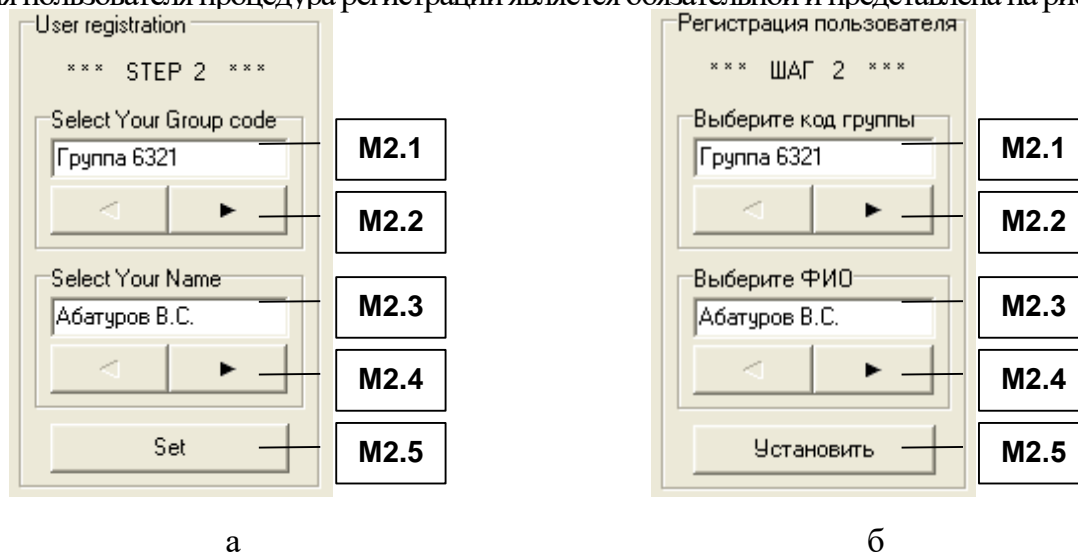 пользователя процедура регистрации является обязательной и представлена на
User registration
*** STEP 2 ***
Select Your Group code
Группа 6321
M2.1
M2.2
Select Your Name
Абатуров В.С.
M2.3
M2.4
Set
M2.5
а
Регистрация пользователя
*** ШАГ 2 ***
Выберите код группы
Группа 6321
M2.1
M2.2
Выберите ФИО
Абатуров В.С.
M2.3
M2.4
Установить
M2.5
б